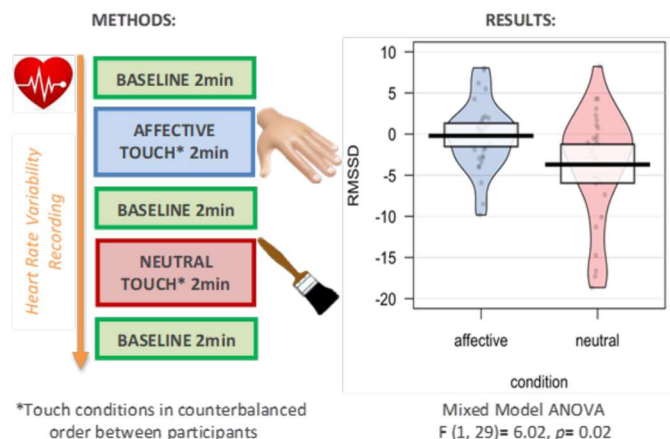 METHODS:
BASELINE 2min
AFFECTIVE
TOUCH* 2min
BASELINE 2min
NEUTRAL
TOUCH* 2min
BASELINE 2min
Heart Rate Variability
Recording
*Touch conditions in counterbalanced
order between participants
RESULTS:
RMSSD
10
5
0
-5
-10
-15
-20
affective
neutral
condition
Mixed Model ANOVA
F (1, 29)= 6.02, p= 0.02